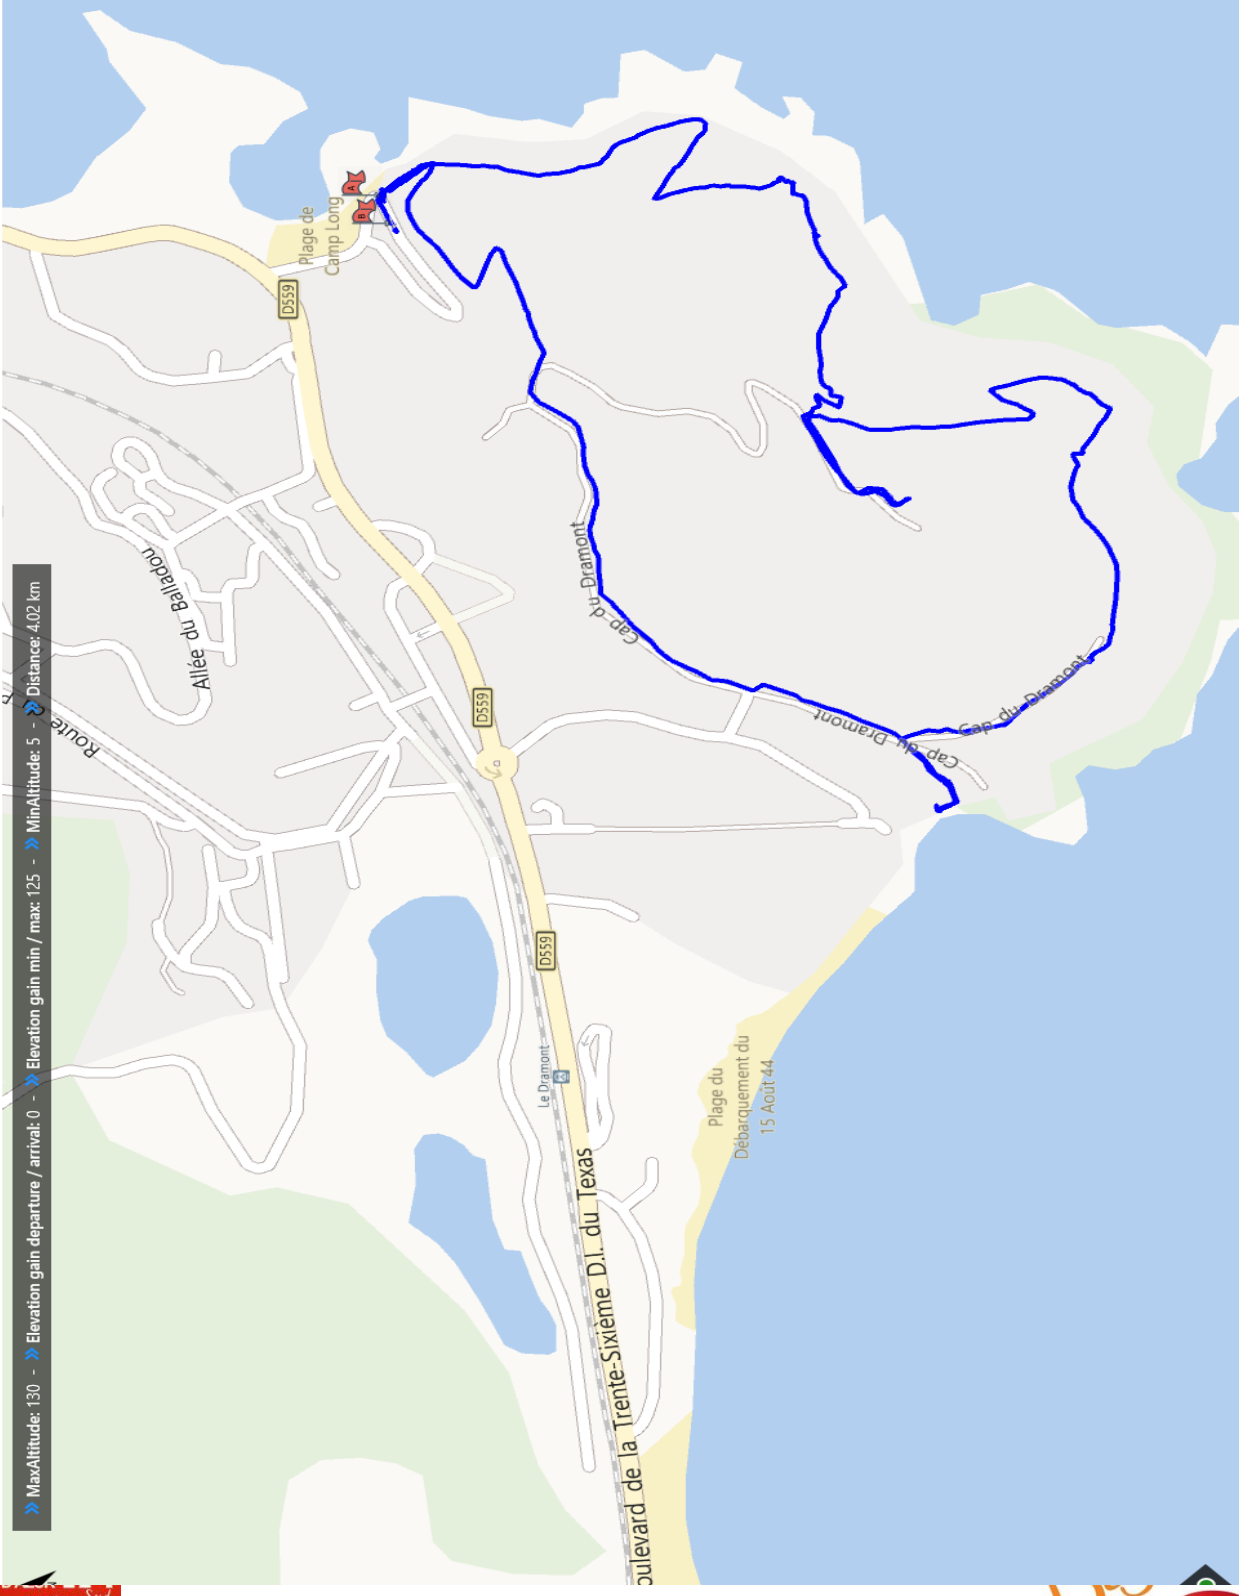 » MaxAltitude: 130 - » Elevation gain departure / arrival: 0 - » Elevation gain min / max: 125 - » MinAltitude: 5 - » Distance: 4.02 km
Route
Allée du Balladou
D559
Plage de
Camp Long
A
B
D559
Cap du Dramont
Cap du Dramont
Cap du Dramont
D559
Le Dramont
Plage du
Débarquement du
15 Août 44
oulevard de la Trente-Sixième D.I. du Texas
Sud